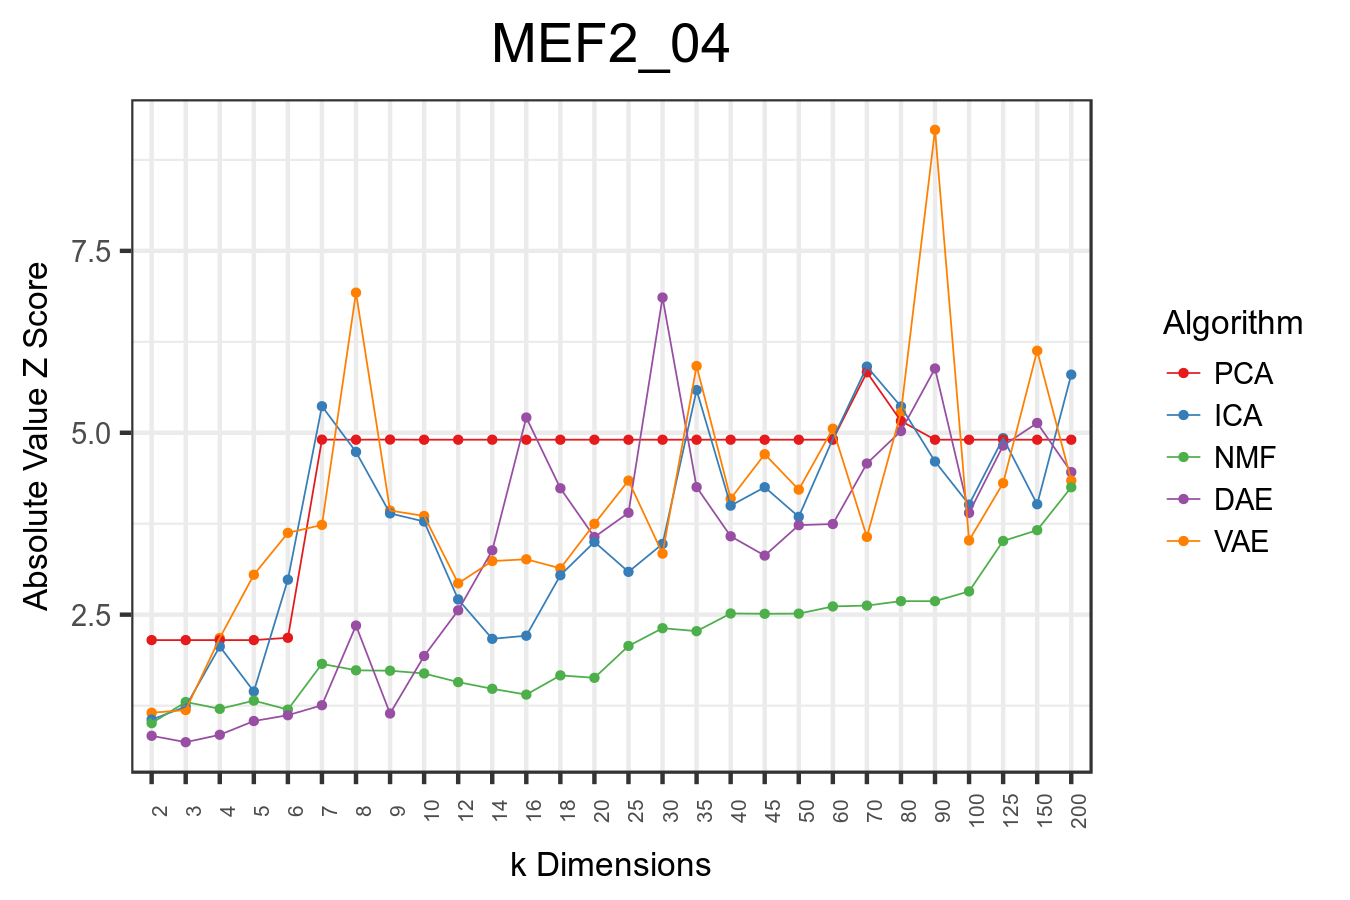 MEF2_04
Absolute Value Z Score
7.5
5.0
2.5
2 3 4 5 6 7 8 9 10 12 14 16 18 20 25 30 35 40 45 50 60 70 80 90 100 125 150 200
k Dimensions
Algorithm
PCA
ICA
NMF
DAE
VAE